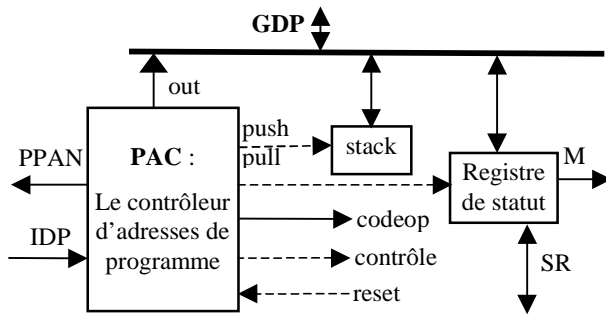 GDP
out
push
pull
stack
PPAN
PAC :
Le contrôleur
d'adresses de
programme
Registre
de statut
M
IDP
codeop
contrôle
reset
SR